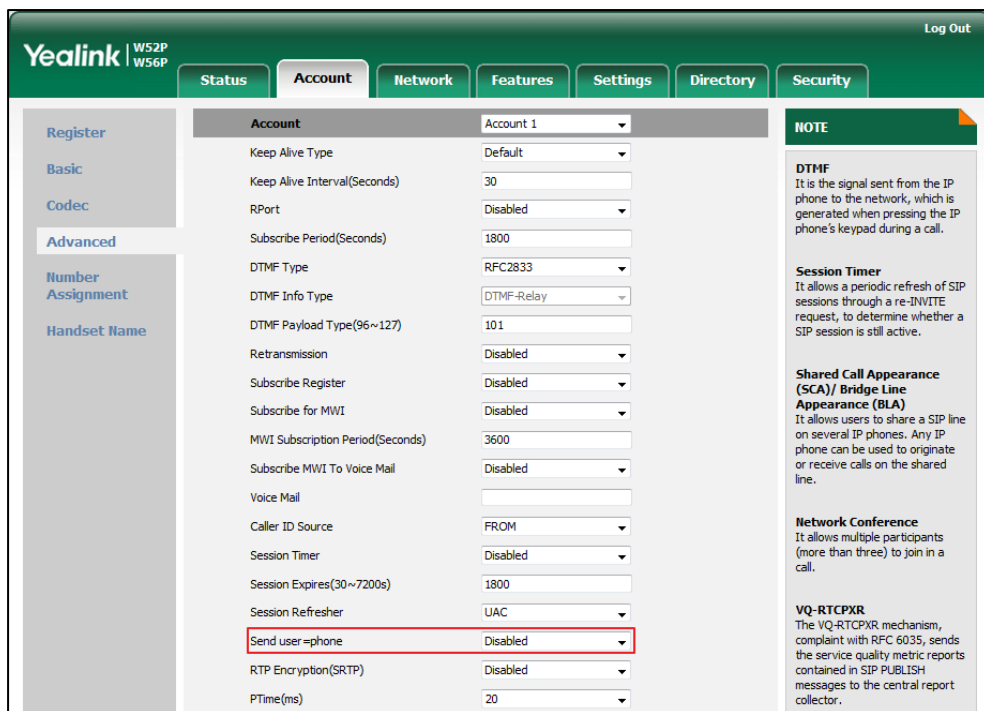 Log Out
Yealink | W52P W56P
Status Account Network Features Settings Directory Security
Register
Basic
Codec
Advanced
Number
Assignment
Handset Name
Account Account 1
Keep Alive Type Default
Keep Alive Interval(Seconds) 30
RPort Disabled
Subscribe Period(Seconds) 1800
DTMF Type RFC2833
DTMF Info Type DTMF-Relay
DTMF Payload Type(96~127) 101
Retransmission Disabled
Subscribe Register Disabled
Subscribe for MWI Disabled
MWI Subscription Period(Seconds) 3600
Subscribe MWI To Voice Mail Disabled
Voice Mail
Caller ID Source FROM
Session Timer Disabled
Session Expires(30~7200s) 1800
Session Refresher UAC
Send user=phone Disabled
RTP Encryption(SRTP) Disabled
PTime(ms) 20
NOTE
DTMF
It is the signal sent from the IP
phone to the network, which is
generated when pressing the IP
phone's keypad during a call.
Session Timer
It allows a periodic refresh of SIP
sessions through a re-INVITE
request, to determine whether a
SIP session is still active.
Shared Call Appearance
(SCA)/ Bridge Line
Appearance (BLA)
It allows users to share a SIP line
on several IP phones. Any IP
phone can be used to originate
or receive calls on the shared
line.
Network Conference
It allows multiple participants
(more than three) to join in a
call.
VQ-RTCPXR
The VQ-RTCPXR mechanism,
complaint with RFC 6035, sends
the service quality metric reports
contained in SIP PUBLISH
messages to the central report
collector.